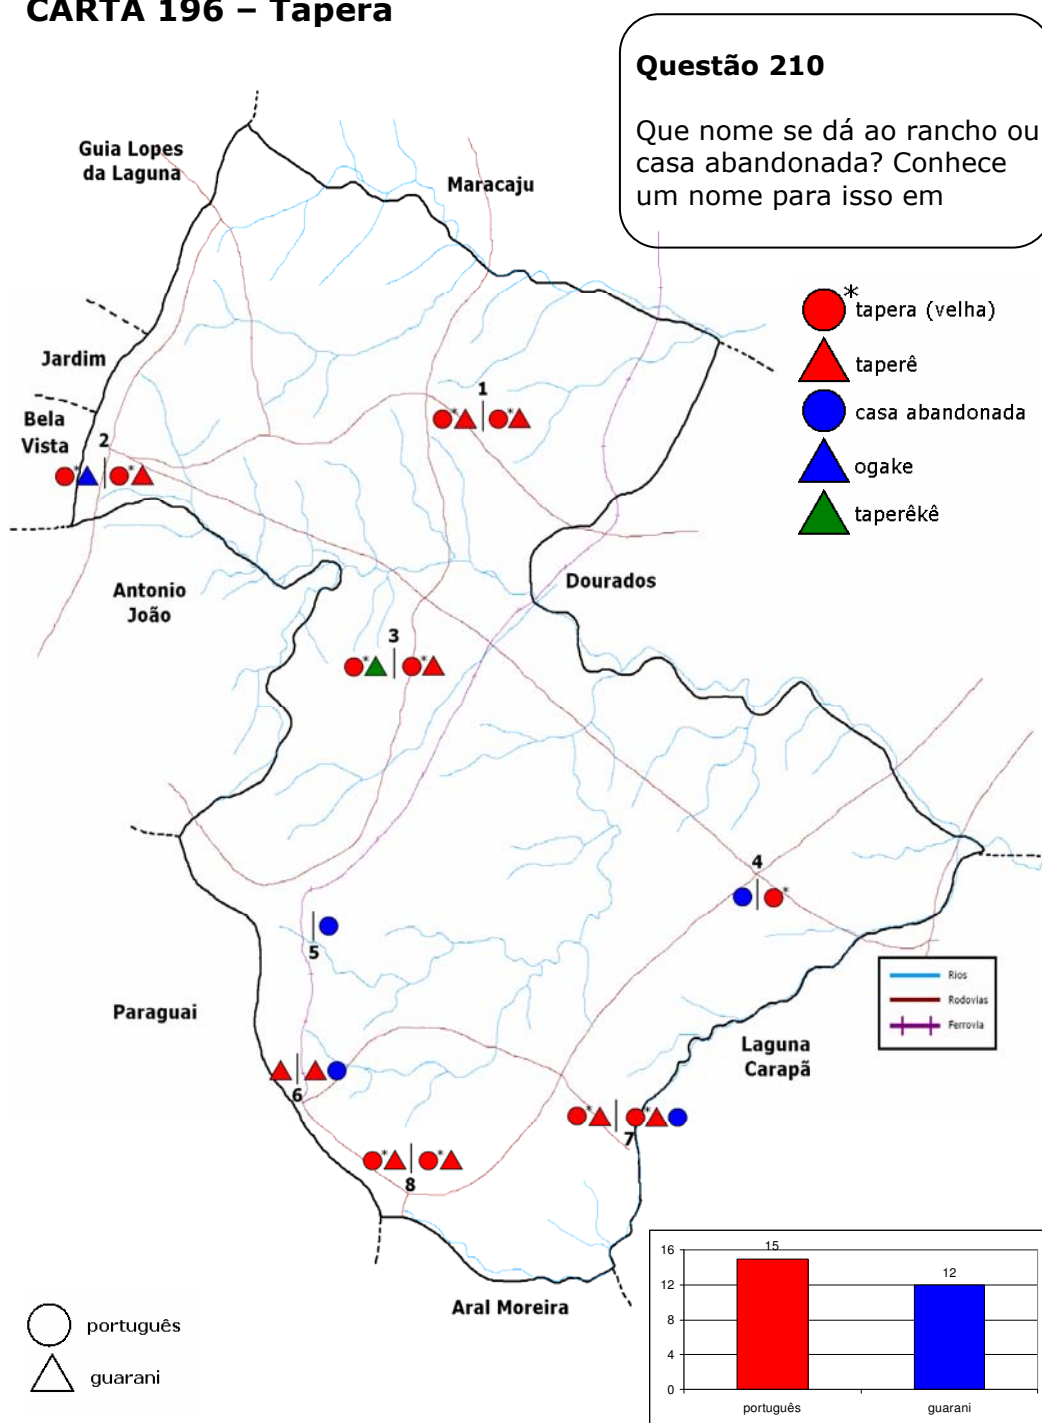 CARTA 196 – Tapera
Questão 210
Que nome se dá ao rancho ou
casa abandonada? Conhece
um nome para isso em
Guia Lopes
da Laguna
Maracaju
*
tapera (velha)
taperê
casa abandonada
ogake
taperêkê
Jardim
Bela
Vista
1
* *
2
* *
Antonio
João
Dourados
3
* *
4
*
5
Paraguai
Rios
Rodovias
Ferrovia
Laguna
Carapã
6
* *
7
* *
8
Aral Moreira
português
guarani
16
12
8
4
0
15
12
português
guarani